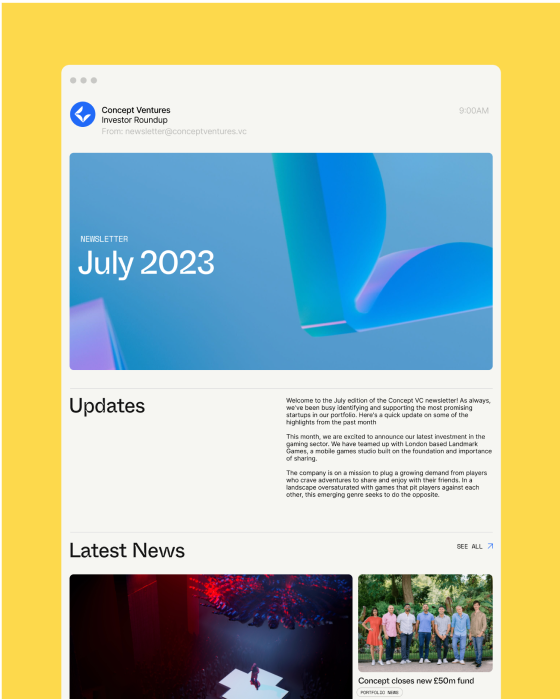 Concept Ventures
Investor Roundup
From: newsletter@conceptventures.vc
9:00AM
NEWSLETTER
July 2023
Updates
Welcome to the July edition of the Concept VC newsletter! As always,
we've been busy identifying and supporting the most promising
startups in our portfolio. Here's a quick update on some of the
highlights from the past month
This month, we are excited to announce our latest investment in the
gaming sector. We have teamed up with London based Landmark
Games, a mobile games studio built on the foundation and importance
of sharing.
The company is on a mission to plug a growing demand from players
who crave adventures to share and enjoy with their friends. In a
landscape oversaturated with games that pit players against each
other, this emerging genre seeks to do the opposite.
Latest News
SEE ALL
Concept closes new £50m fund
PORTFOLIO NEWS